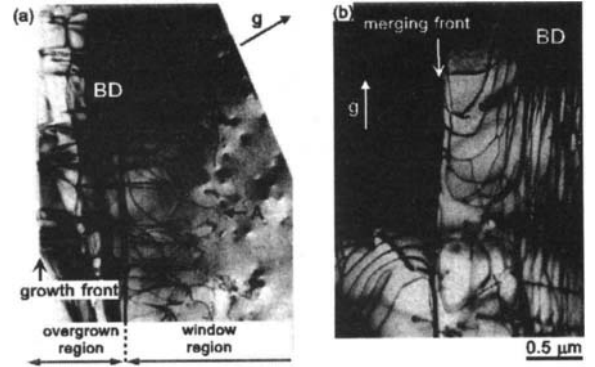 (a)
g
BD
A
growth front
overgrown
region
window
region
(b)
merging front
BD
g
0.5 μm